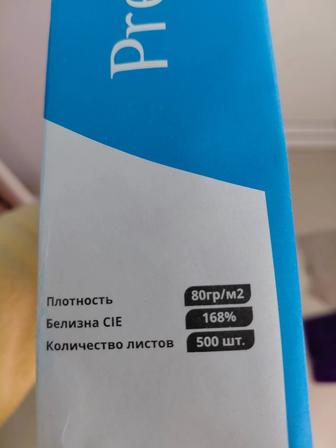 Pre
Плотность 80гр/м2
Белизна CIE 168%
Количество листов 500 шт.